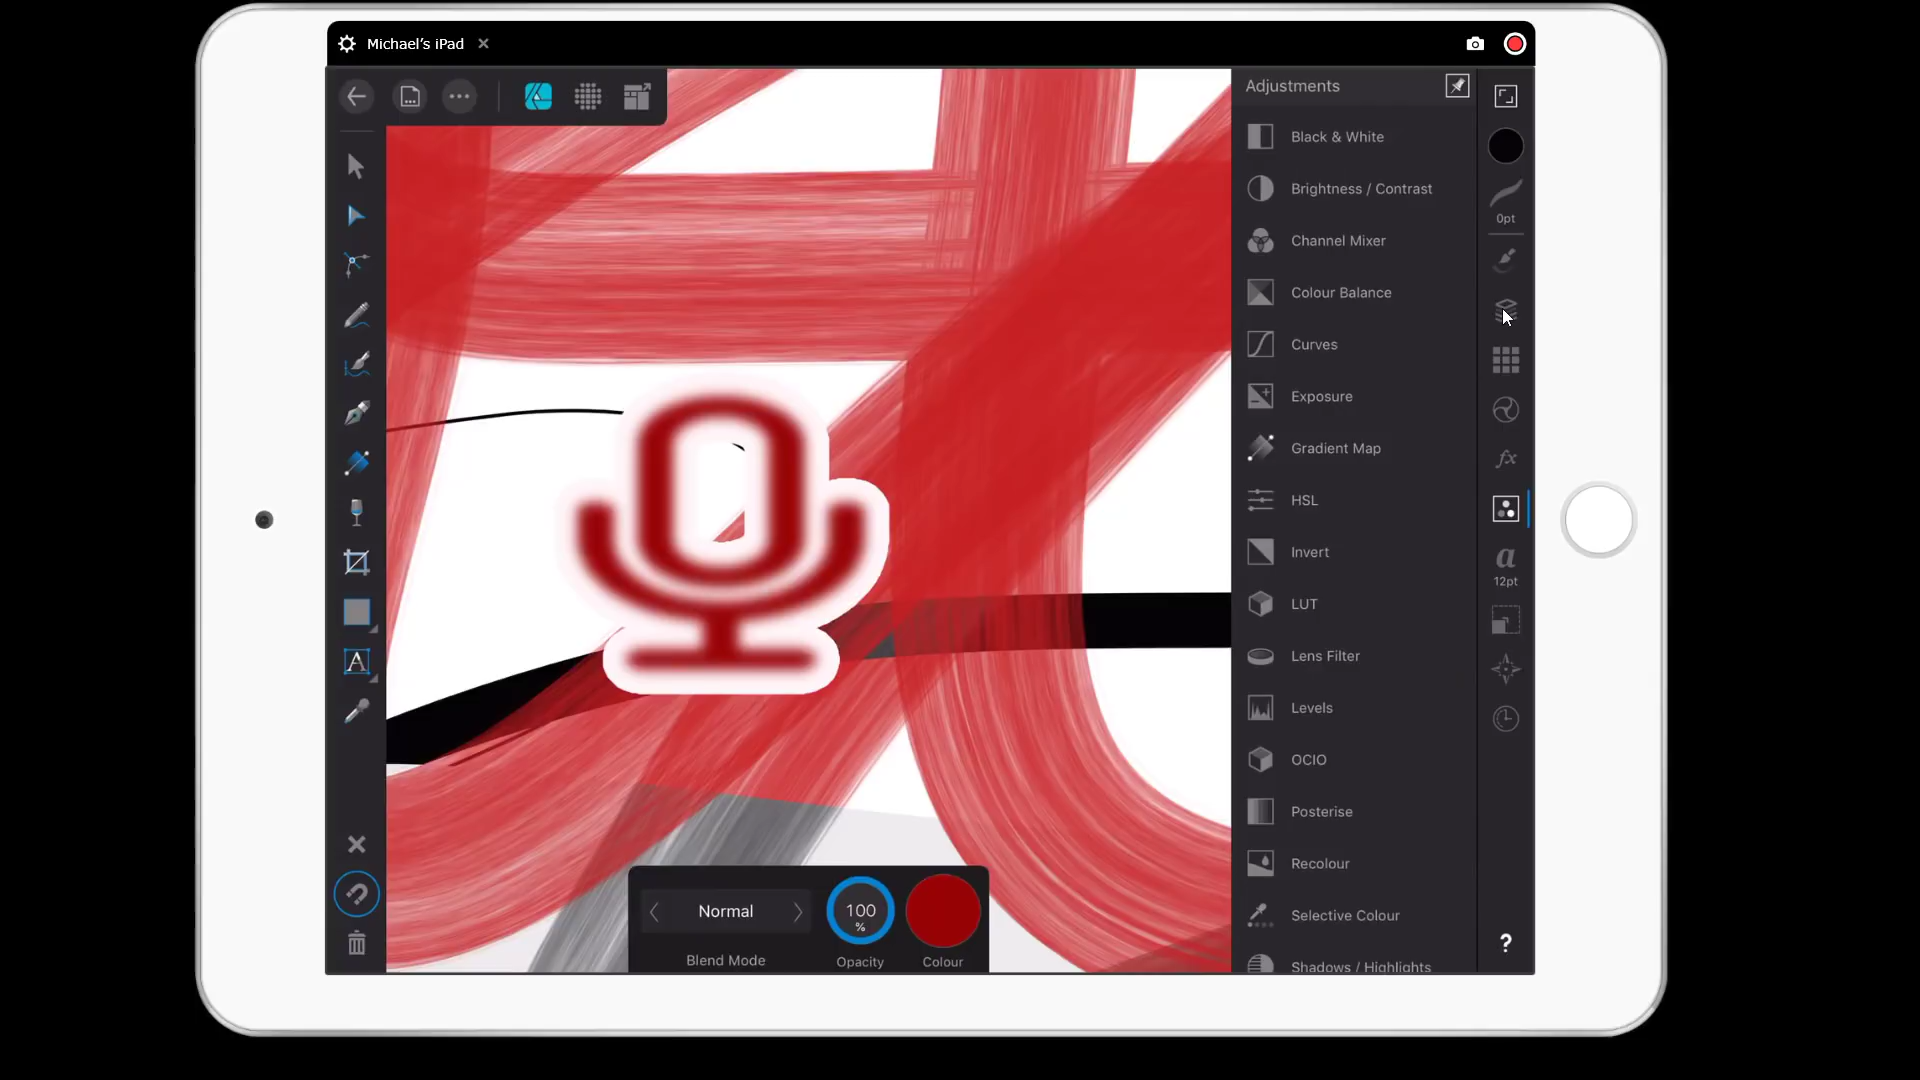 Michael's iPad
Adjustments
Black & White
Brightness / Contrast
0pt
Channel Mixer
Colour Balance
Curves
Exposure
Gradient Map
fx
HSL
Invert
a
12pt
LUT
A
Lens Filter
Levels
OCIO
Posterise
Recolour
Normal
100
%
Selective Colour
?
Blend Mode
Opacity
Colour
Shadows / Highlights